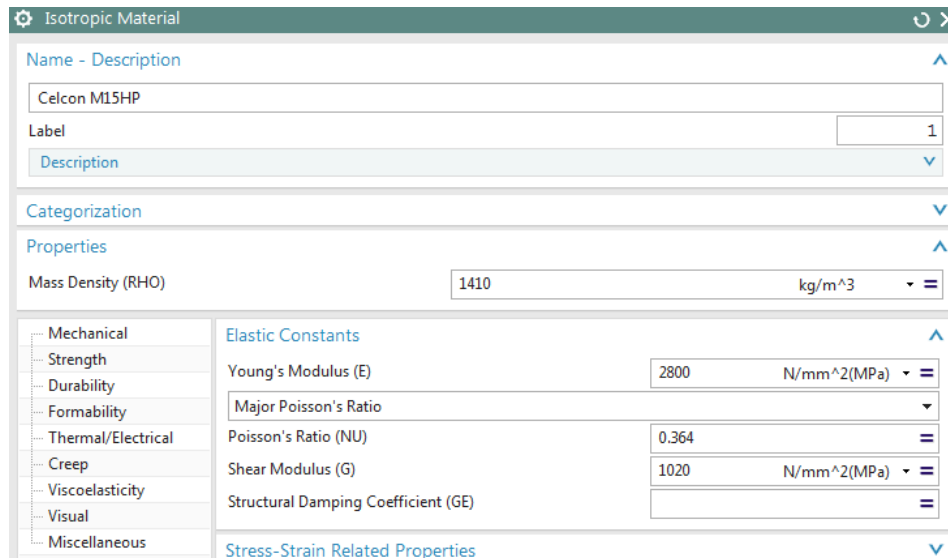 Isotropic Material
Name - Description
Celcon M15HP
Label 1
Description
Categorization
Properties
Mass Density (RHO) 1410 kg/m^3 =
Mechanical
Strength
Durability
Formability
Thermal/Electrical
Creep
Viscoelasticity
Visual
Miscellaneous
Elastic Constants
Young's Modulus (E) 2800 N/mm^2(MPa) =
Major Poisson's Ratio
Poisson's Ratio (NU) 0.364 =
Shear Modulus (G) 1020 N/mm^2(MPa) =
Structural Damping Coefficient (GE) =
Stress-Strain Related Properties